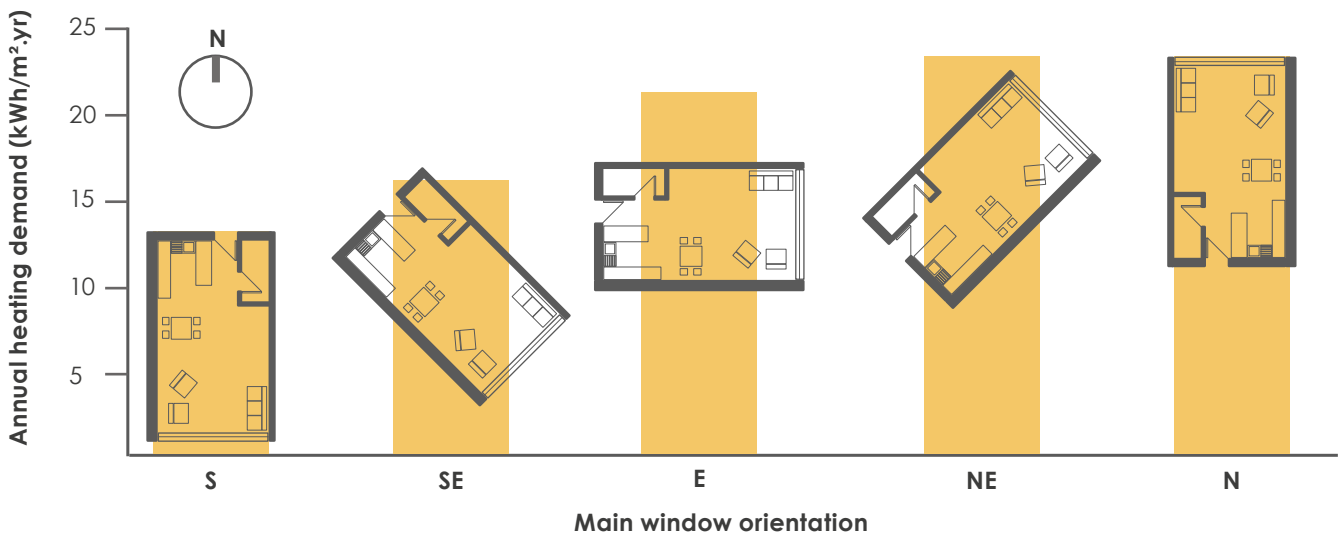 Annual heating demand (kWh/m².yr)
25
20
15
10
5
N
S
SE
E
NE
N
Main window orientation